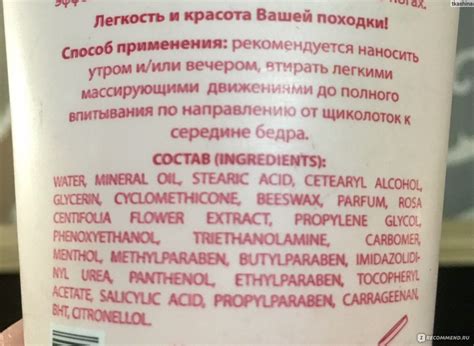 tkashina
Легкость и красота Вашей походки!
Способ применения: рекомендуется наносить
утром и/или вечером, втирать легкими
массирующими движениями до полного
впитывания по направлению от щиколоток к
середине бедра.
СОСТАВ (INGREDIENTS):
WATER, MINERAL OIL, STEARIC ACID, CETEARYL ALCOHOL,
GLYCERIN, CYCLOMETHICONE, BEESWAX, PARFUM, ROSA
CENTIFOLIA FLOWER EXTRACT, PROPYLENE GLYCOL,
PHENOXYETHANOL, TRIETHANOLAMINE, CARBOMER,
MENTHOL, METHYLPARABEN, BUTYLPARABEN, IMIDAZOLIDI-
NYL UREA, PANTHENOL, ETHYLPARABEN, TOCOPHERYL
ACETATE, SALICYLIC ACID, PROPYLPARABEN, CARRAGEENAN,
BHT, CITRONELLOL.
RECOMMEND.RU